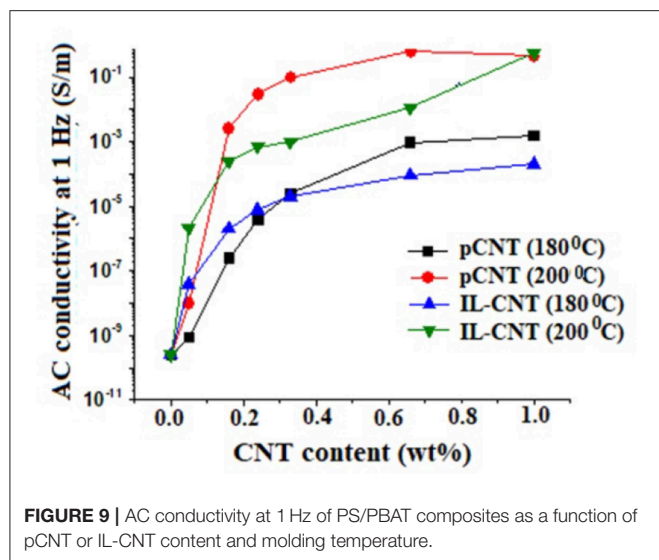 AC conductivity at 1 Hz (S/m)
10⁻¹
10⁻³
10⁻⁵
10⁻⁷
10⁻⁹
10⁻¹¹
pCNT (180⁰C)
pCNT (200⁰C)
IL-CNT (180⁰C)
IL-CNT (200⁰C)
0.0 0.2 0.4 0.6 0.8 1.0
CNT content (wt%)
FIGURE 9 | AC conductivity at 1 Hz of PS/PBAT composites as a function of
pCNT or IL-CNT content and molding temperature.